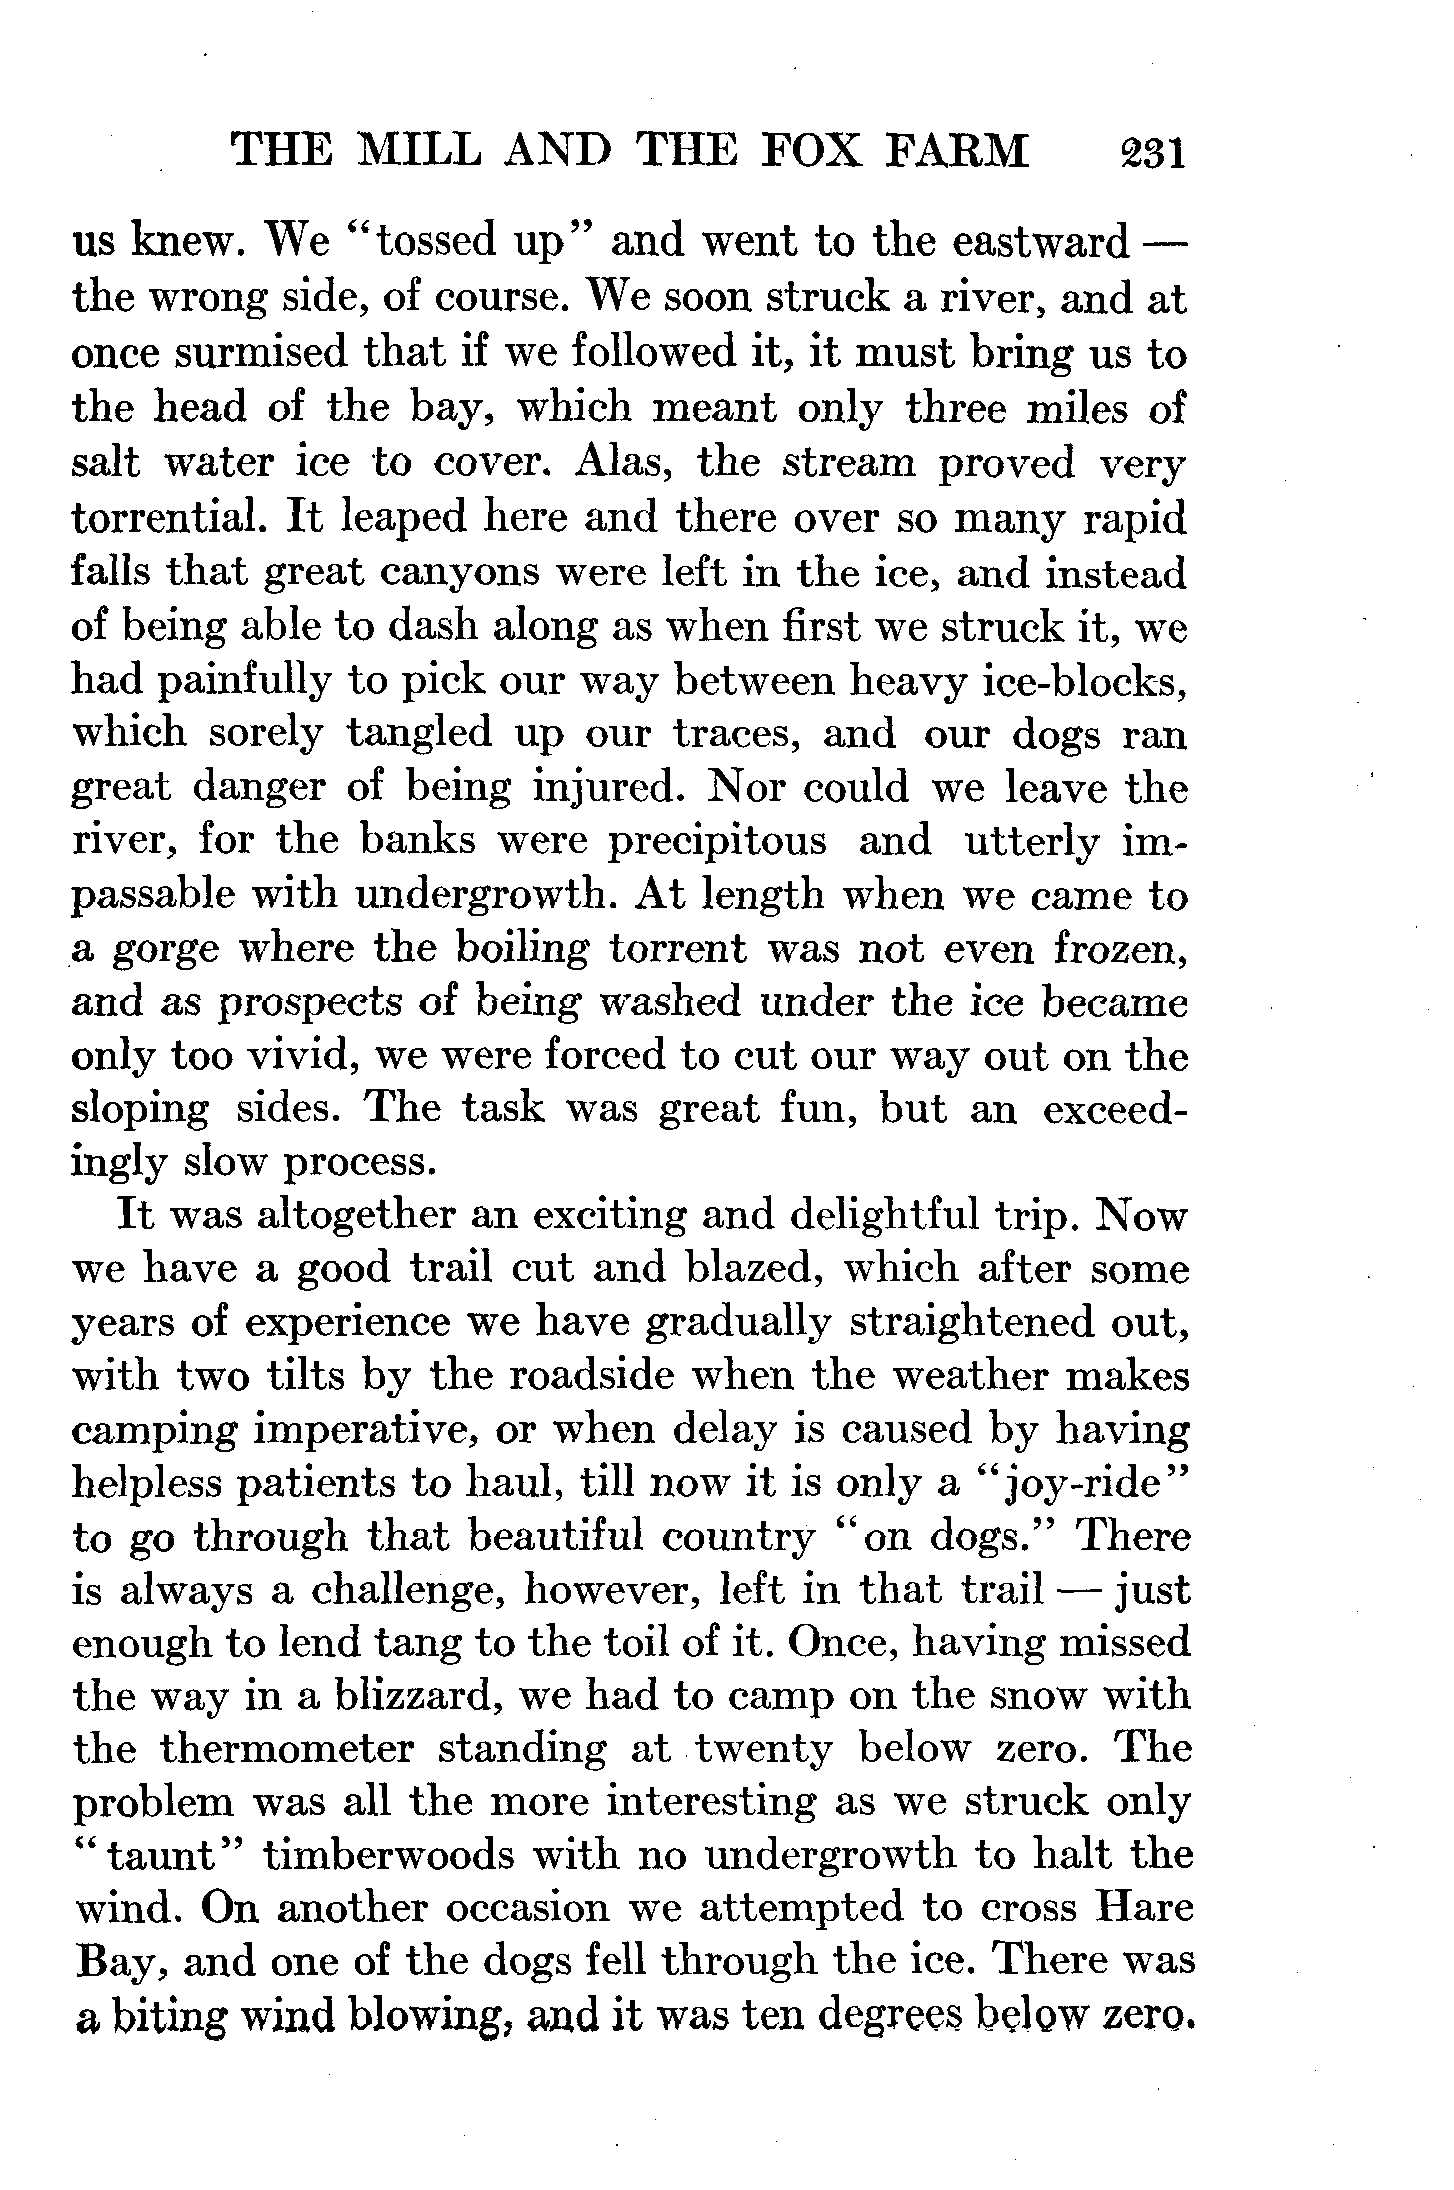 THE MILL AND THE FOX FARM 231
us knew. We “tossed up” and went to the eastward —
the wrong side, of course. We soon struck a river, and at
once surmised that if we followed it, it must bring us to
the head of the bay, which meant only three miles of
salt water ice to cover. Alas, the stream proved very
torrential. It leaped here and there over so many rapid
falls that great canyons were left in the ice, and instead
of being able to dash along as when first we struck it, we
had painfully to pick our way between heavy ice-blocks,
which sorely tangled up our traces, and our dogs ran
great danger of being injured. Nor could we leave the
river, for the banks were precipitous and utterly im-
passable with undergrowth. At length when we came to
a gorge where the boiling torrent was not even frozen,
and as prospects of being washed under the ice became
only too vivid, we were forced to cut our way out on the
sloping sides. The task was great fun, but an exceed-
ingly slow process.
It was altogether an exciting and delightful trip. Now
we have a good trail cut and blazed, which after some
years of experience we have gradually straightened out,
with two tilts by the roadside when the weather makes
camping imperative, or when delay is caused by having
helpless patients to haul, till now it is only a “joy-ride”
to go through that beautiful country “on dogs.” There
is always a challenge, however, left in that trail — just
enough to lend tang to the toil of it. Once, having missed
the way in a blizzard, we had to camp on the snow with
the thermometer standing at twenty below zero. The
problem was all the more interesting as we struck only
“taunt” timberwoods with no undergrowth to halt the
wind. On another occasion we attempted to cross Hare
Bay, and one of the dogs fell through the ice. There was
a biting wind blowing, and it was ten degrees below zero.